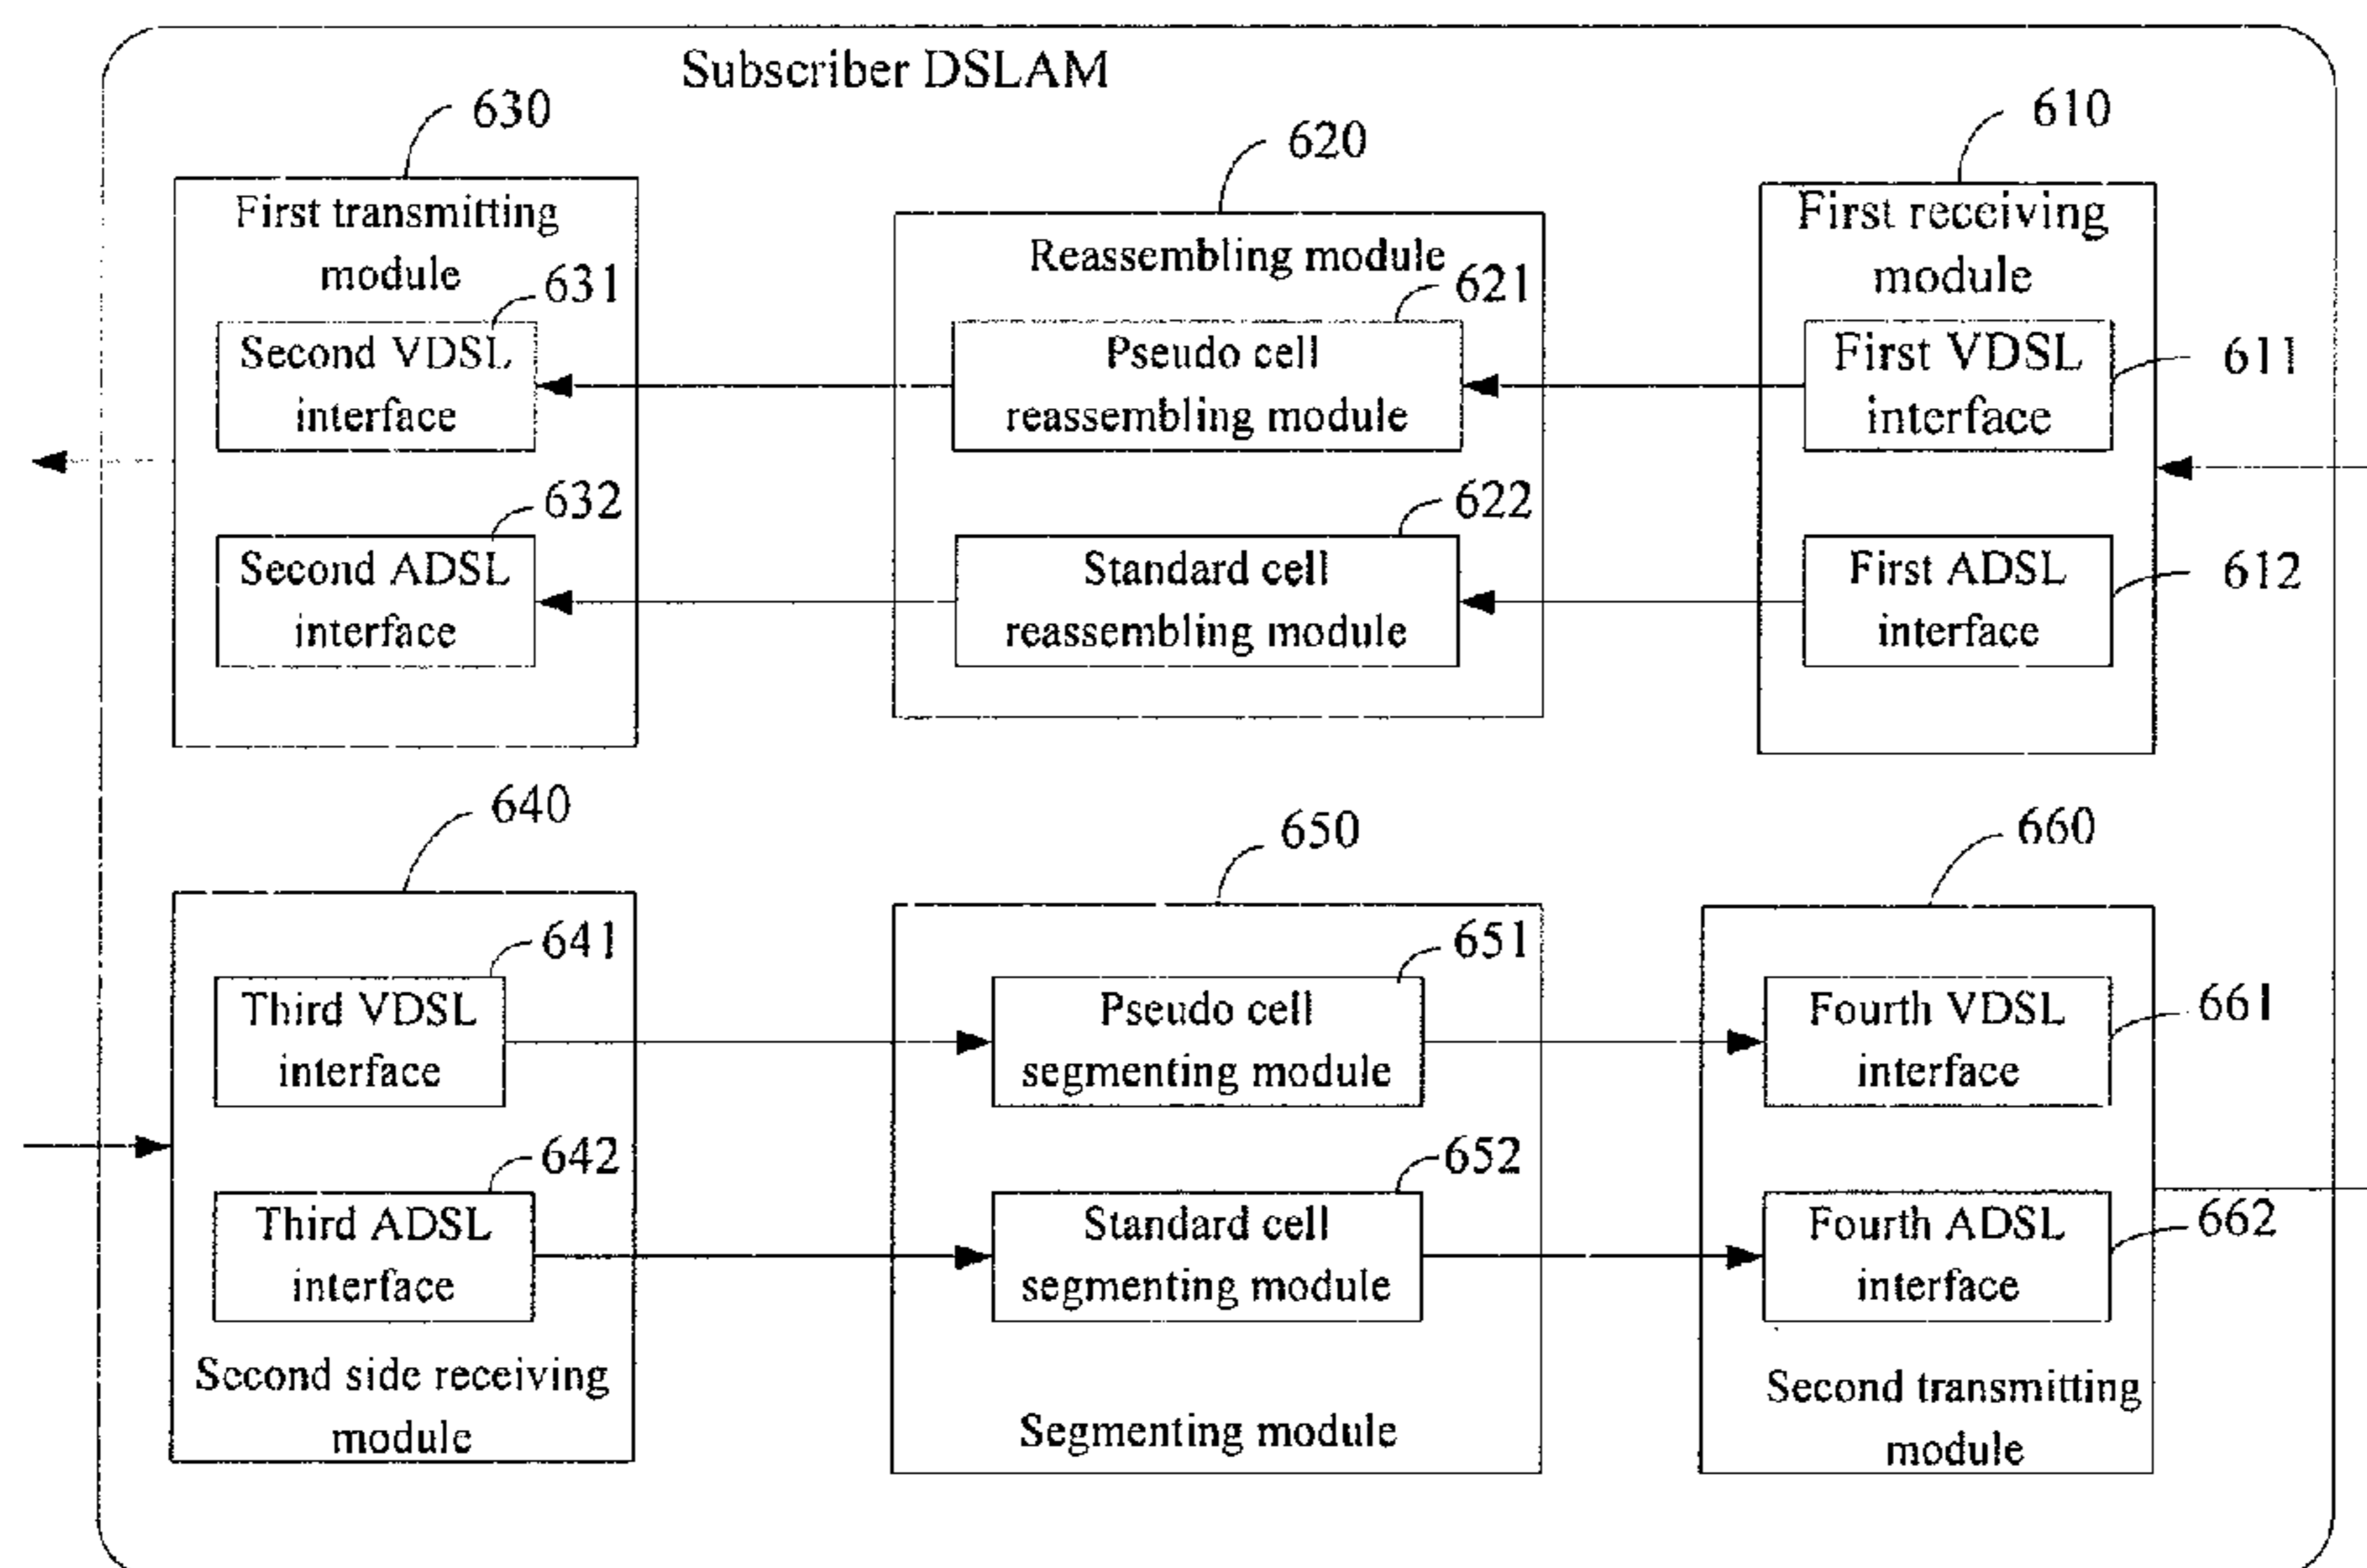 Subscriber DSLAM
630
620
610
First transmitting
module
631
Second VDSL
interface
632
Second ADSL
interface
Reassembling module
621
Pseudo cell
reassembling module
622
Standard cell
reassembling module
First receiving
module
First VDSL
interface
611
First ADSL
interface
612
640
650
660
641
Third VDSL
interface
642
Third ADSL
interface
Second side receiving
module
651
Pseudo cell
segmenting module
652
Standard cell
segmenting module
Segmenting module
Fourth VDSL
interface
661
Fourth ADSL
interface
662
Second transmitting
module